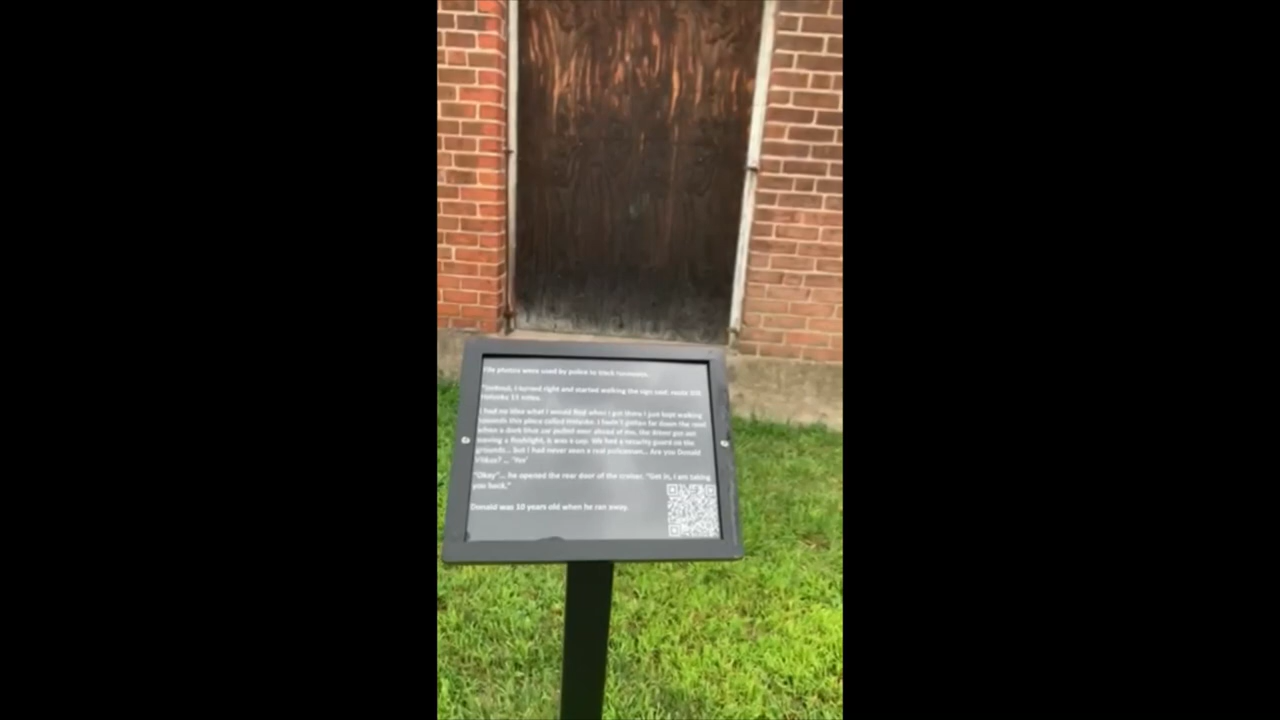 File photos were used by police to track runaways.
I turned right and started walking the sign said: route
11 miles.
I had no idea what I would find when I got there I just kept walking
towards this place called I hadn't gotten far down the road
when a dark blue car pulled over ahead of me, the driver got out
waving a flashlight, it was a cop. We had a security guard on the
grounds... but I had never seen a real policeman... Are you Donald
... "Yes"
"Okay"... he opened the rear door of the cruiser. "Get in, I am taking
you back."
Donald was 10 years old when he ran away.